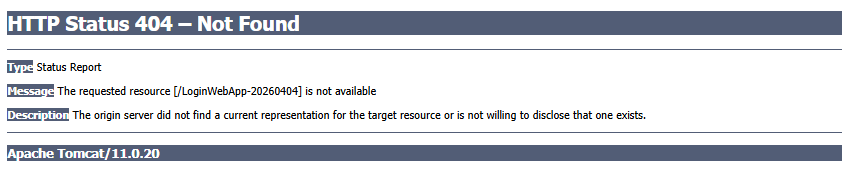 HTTP Status 404 – Not Found
Type Status Report
Message The requested resource [/LoginWebApp-20260404] is not available
Description The origin server did not find a current representation for the target resource or is not willing to disclose that one exists.
Apache Tomcat/11.0.20